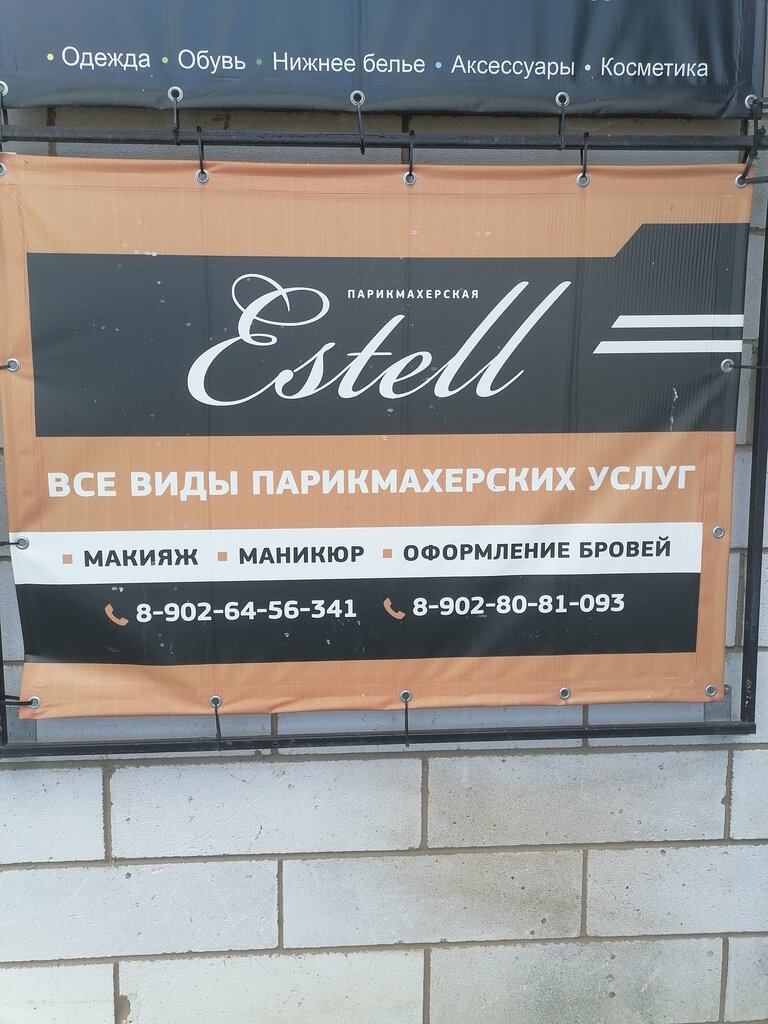 • Одежда • Обувь • Нижнее белье • Аксессуары • Косметика
ПАРИКМАХЕРСКАЯ
Estell
ВСЕ ВИДЫ ПАРИКМАХЕРСКИХ УСЛУГ
▪ МАКИЯЖ ▪ МАНИКЮР ▪ ОФОРМЛЕНИЕ БРОВЕЙ
8-902-64-56-341 8-902-80-81-093